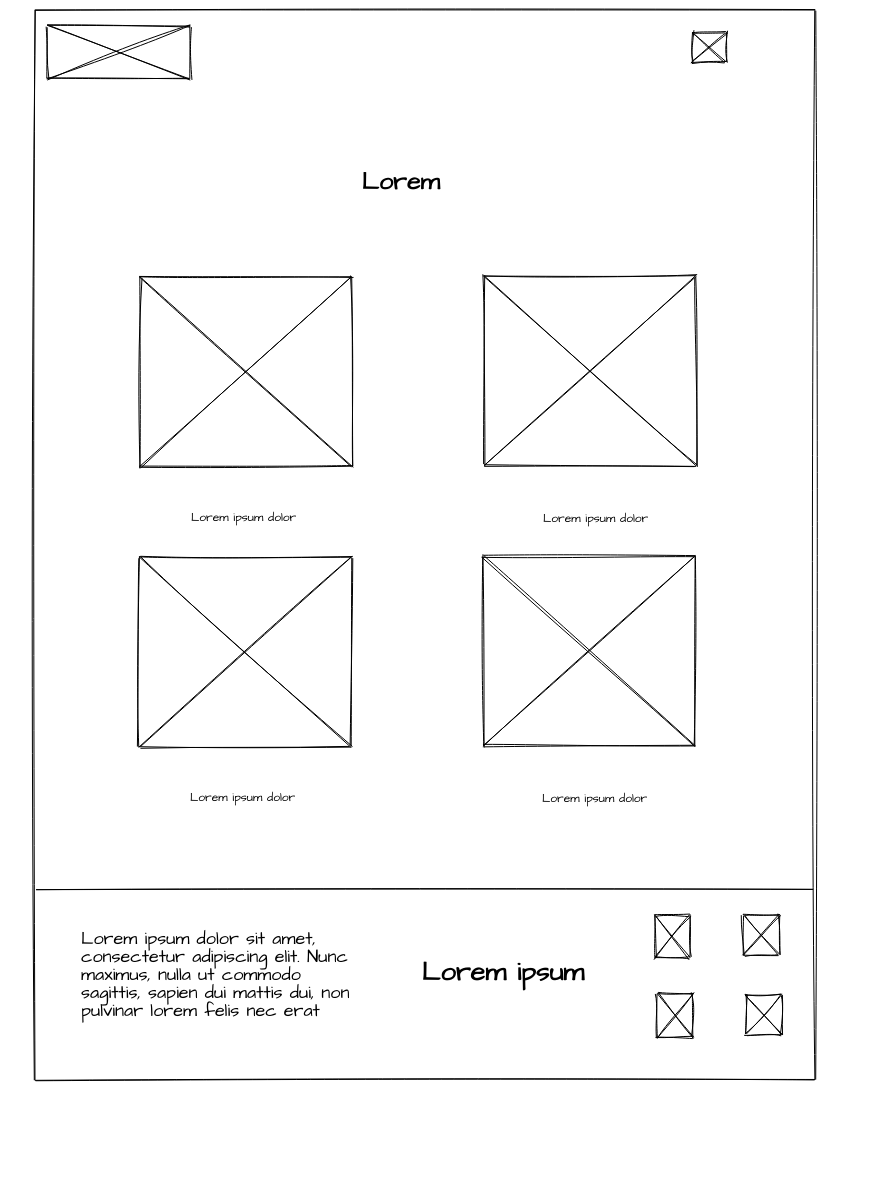 Lorem
Lorem ipsum dolor
Lorem ipsum dolor
Lorem ipsum dolor
Lorem ipsum dolor
Lorem ipsum dolor sit amet,
consectetur adipiscing elit. Nunc
maximus, nulla ut commodo
sagittis, sapien dui mattis dui, non
pulvinar lorem felis nec erat
Lorem ipsum